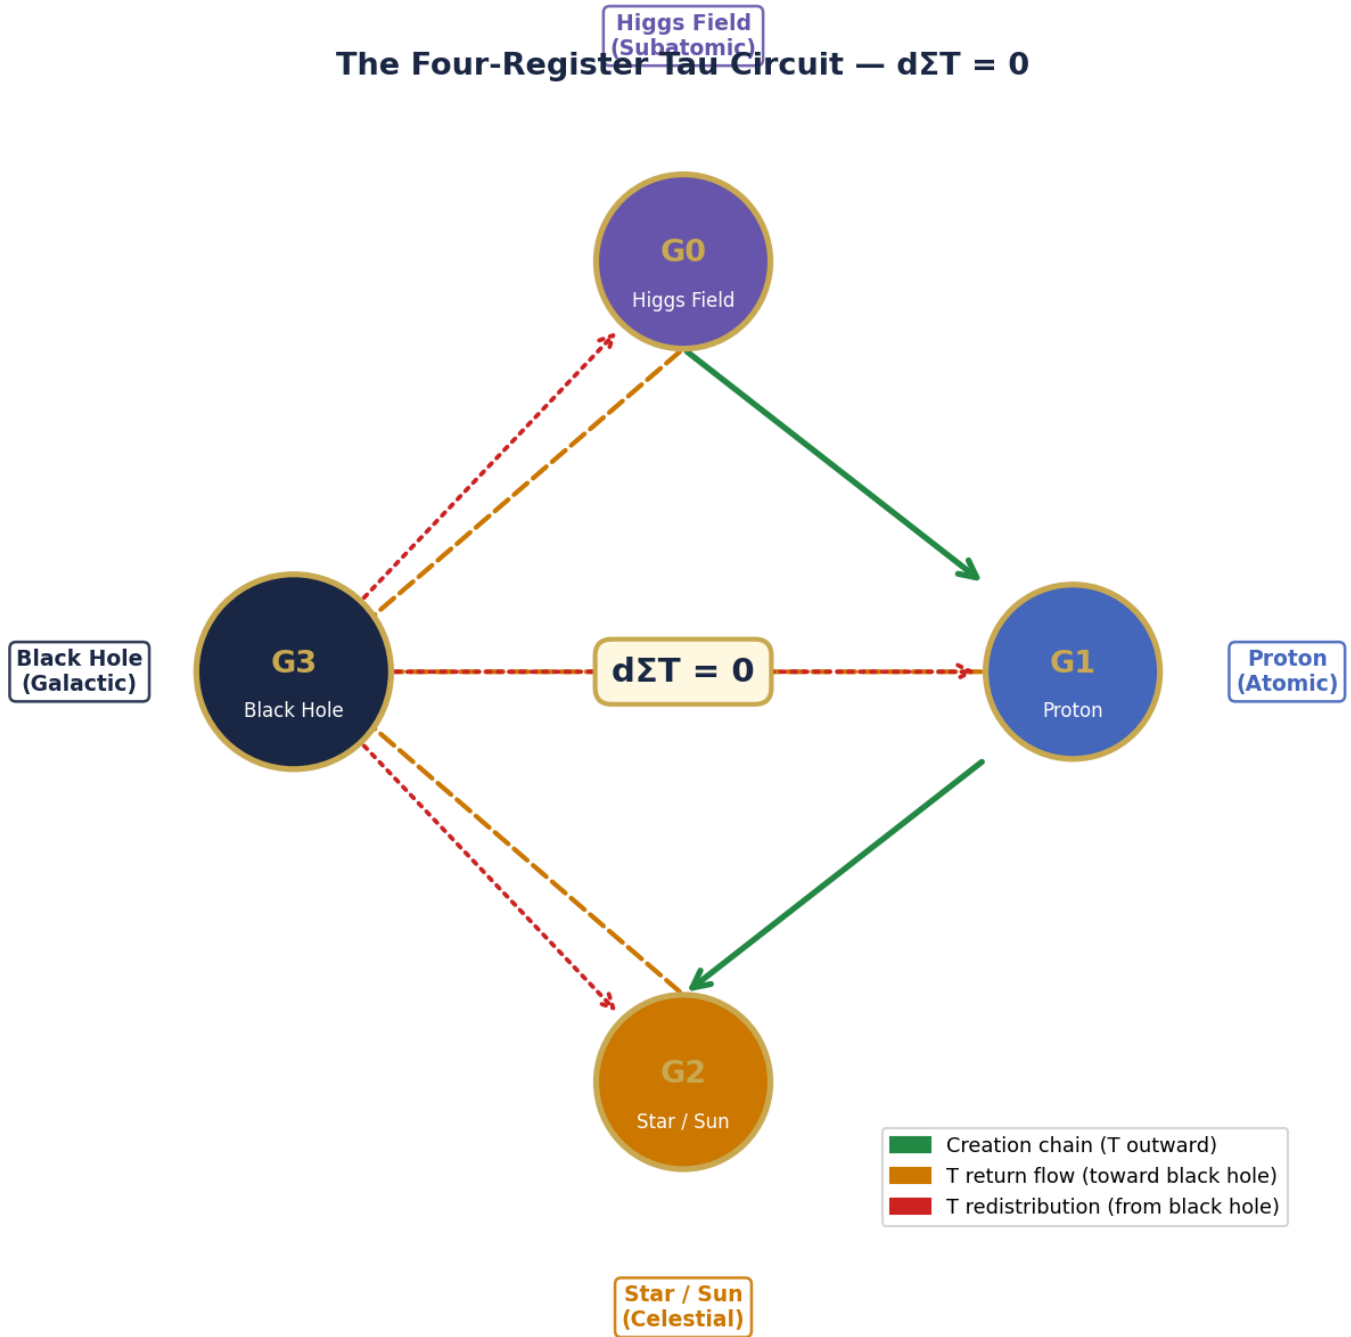 Higgs Field
(Subatomic)
The Four-Register Tau Circuit — dΣT = 0
G0
Higgs Field
Black Hole
(Galactic)
G3
Black Hole
dΣT = 0
G1
Proton
Proton
(Atomic)
G2
Star / Sun
Creation chain (T outward)
T return flow (toward black hole)
T redistribution (from black hole)
Star / Sun
(Celestial)